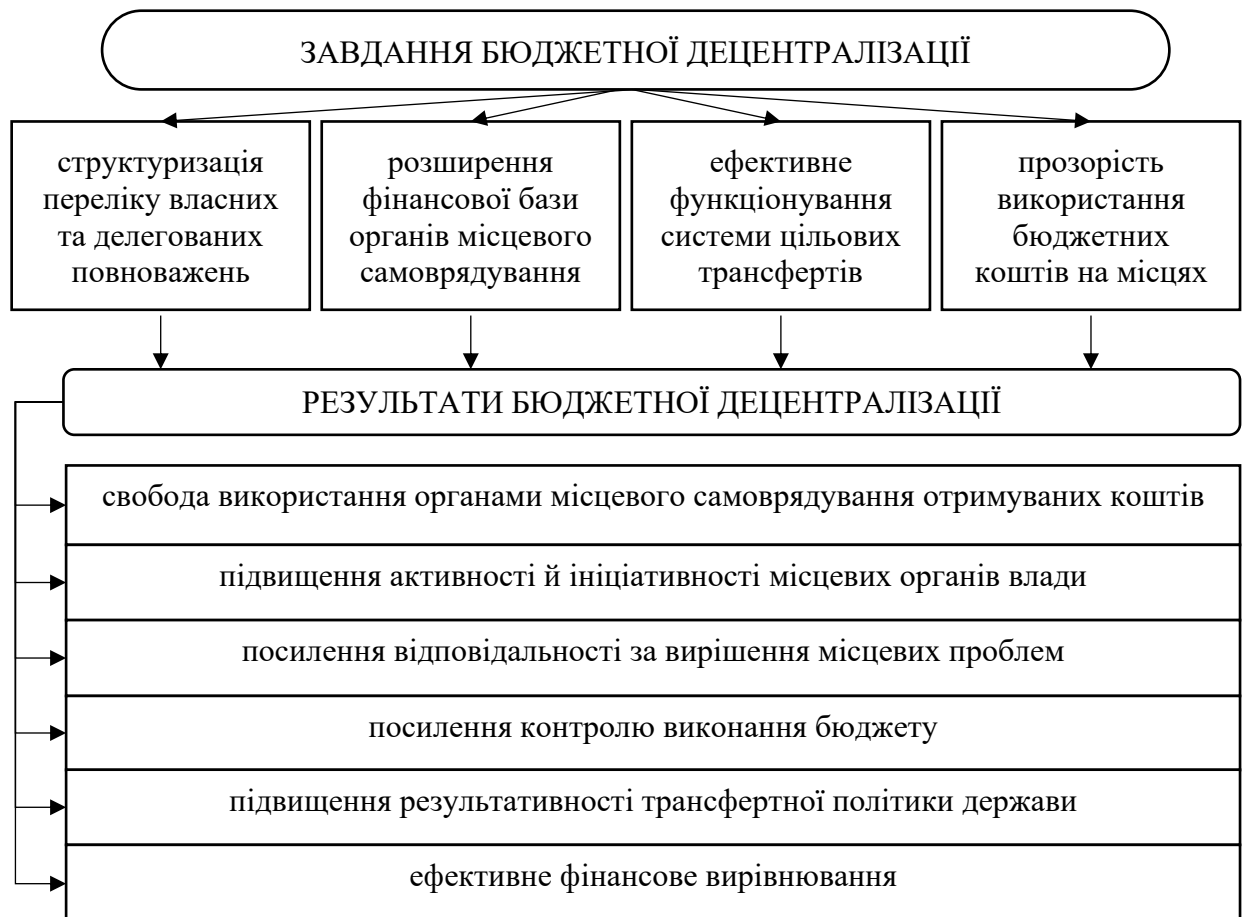 ЗАВДАННЯ БЮДЖЕТНОЇ ДЕЦЕНТРАЛІЗАЦІЇ
структуризація
переліку власних
та делегованих
повноважень
розширення
фінансової бази
органів місцевого
самоврядування
ефективне
функціонування
системи цільових
трансфертів
прозорість
використання
бюджетних
коштів на місцях
РЕЗУЛЬТАТИ БЮДЖЕТНОЇ ДЕЦЕНТРАЛІЗАЦІЇ
свобода використання органами місцевого самоврядування отримуваних коштів
підвищення активності й ініціативності місцевих органів влади
посилення відповідальності за вирішення місцевих проблем
посилення контролю виконання бюджету
підвищення результативності трансфертної політики держави
ефективне фінансове вирівнювання